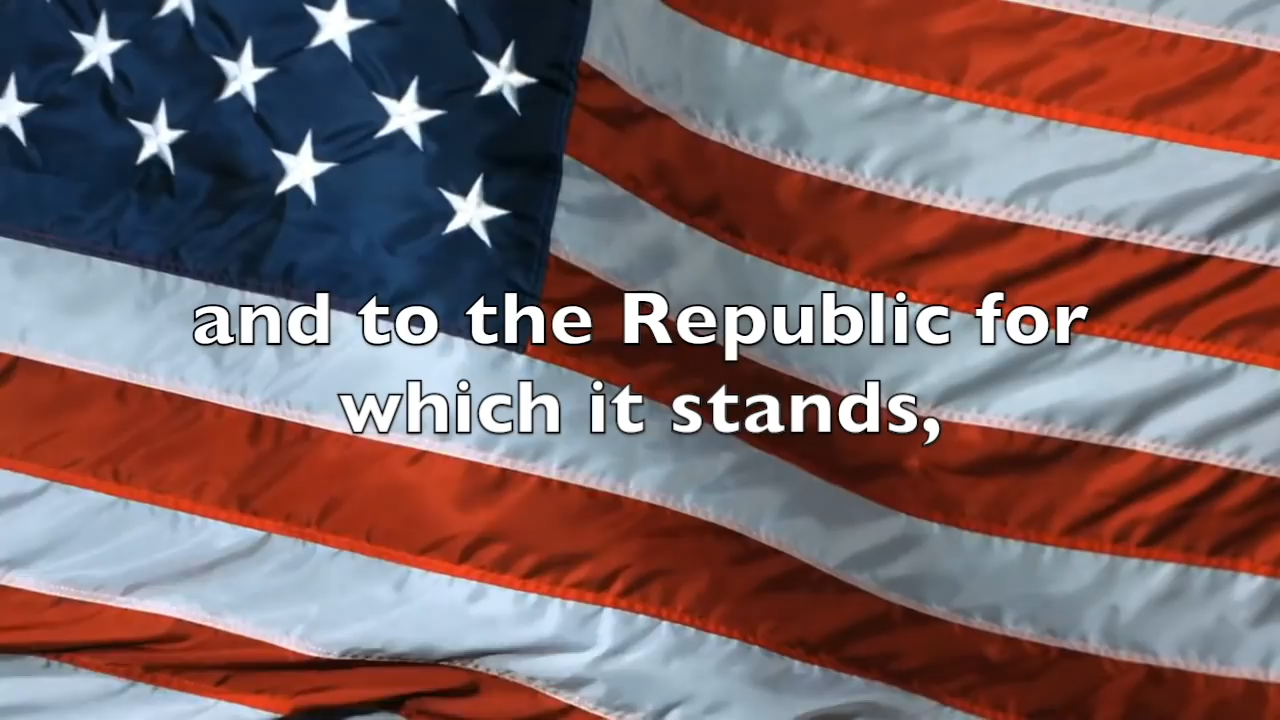 and to the Republic for
which it stands,